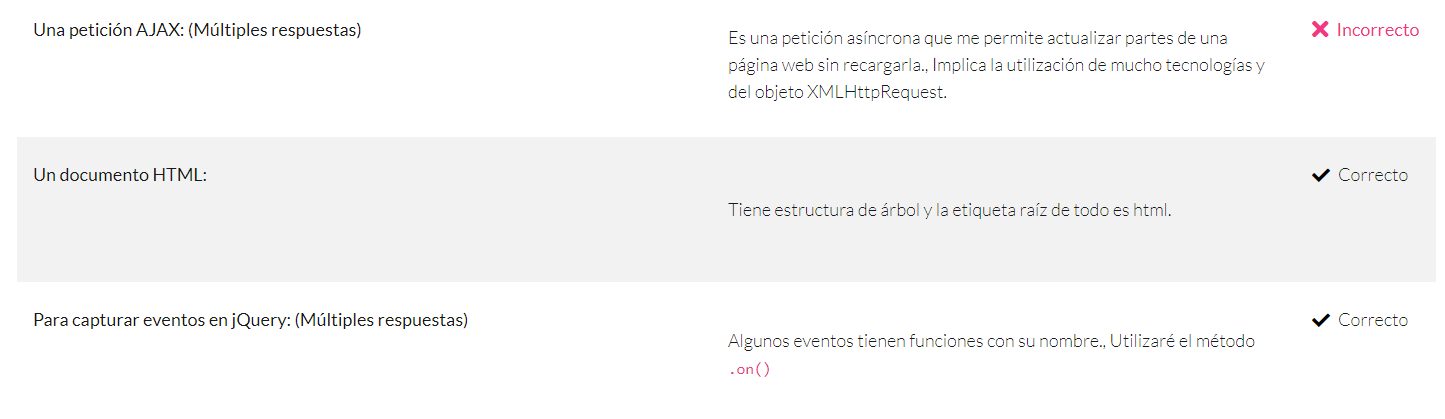 Una petición AJAX: (Múltiples respuestas)
Es una petición asíncrona que me permite actualizar partes de una
página web sin recargarla., Implica la utilización de mucho tecnologías y
del objeto XMLHttpRequest.
Incorrecto
Un documento HTML:
Tiene estructura de árbol y la etiqueta raíz de todo es html.
Correcto
Para capturar eventos en jQuery: (Múltiples respuestas)
Algunos eventos tienen funciones con su nombre., Utilizaré el método
.on()
Correcto